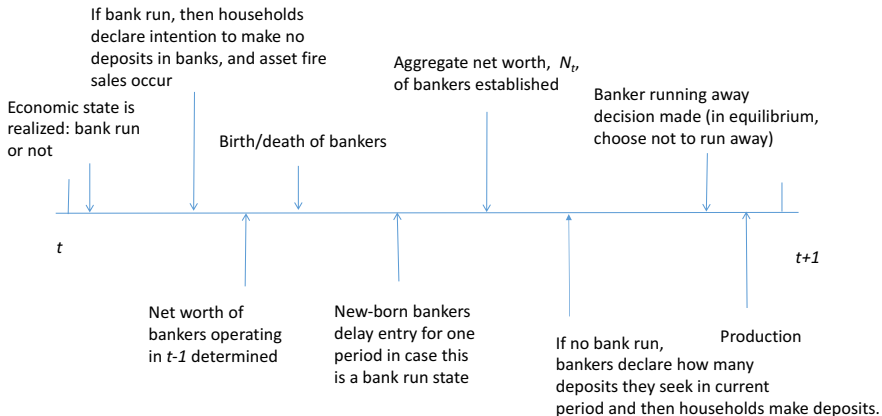 If bank run, then households
declare intention to make no
deposits in banks, and asset fire
sales occur
Economic state is
realized: bank run
or not
Birth/death of bankers
Aggregate net worth, Nt,
of bankers established
Banker running away
decision made (in equilibrium,
choose not to run away)
t
t+1
Net worth of
bankers operating
in t-1 determined
New-born bankers
delay entry for one
period in case this
is a bank run state
If no bank run,
bankers declare how many
deposits they seek in current
period and then households make deposits.
Production